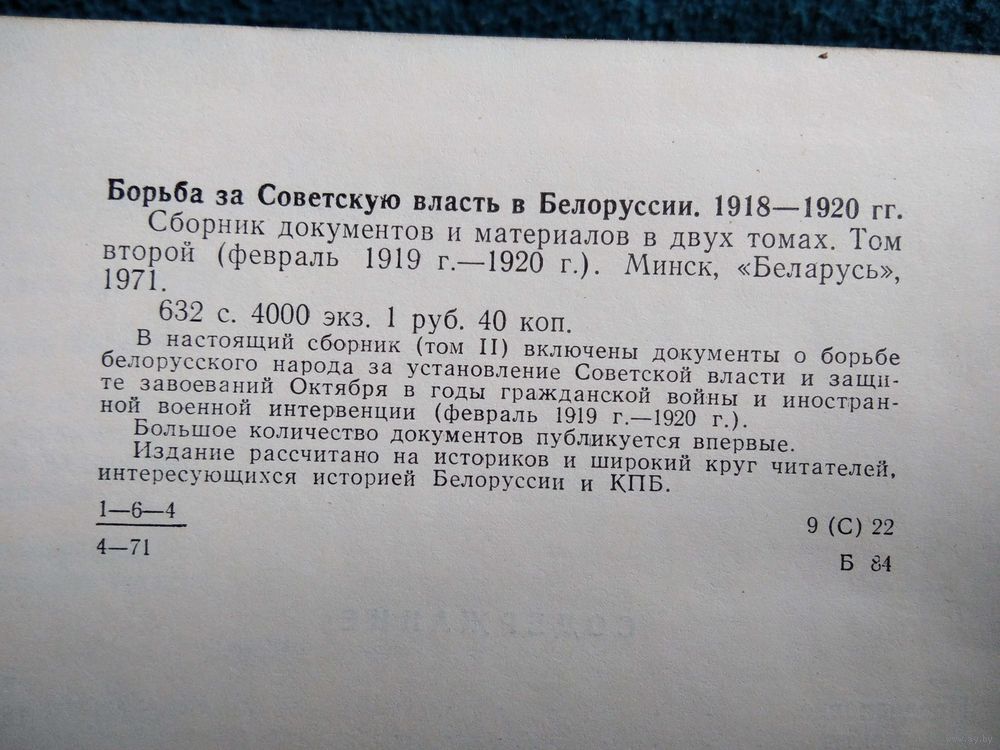 Борьба за Советскую власть в Белоруссии. 1918—1920 гг.
Сборник документов и материалов в двух томах. Том
второй (февраль 1919 г.—1920 г.). Минск, «Беларусь»,
1971.
632 с. 4000 экз. 1 руб. 40 коп.
В настоящий сборник (том II) включены документы о борьбе
белорусского народа за установление Советской власти и защи-
те завоеваний Октября в годы гражданской войны и иностран-
ной военной интервенции (февраль 1919 г.—1920 г.).
Большое количество документов публикуется впервые.
Издание рассчитано на историков и широкий круг читателей,
интересующихся историей Белоруссии и КПБ.
1—6—4
4—71
9 (С) 22
Б 84
СОДЕРЖАНИЕ
www.ay.by